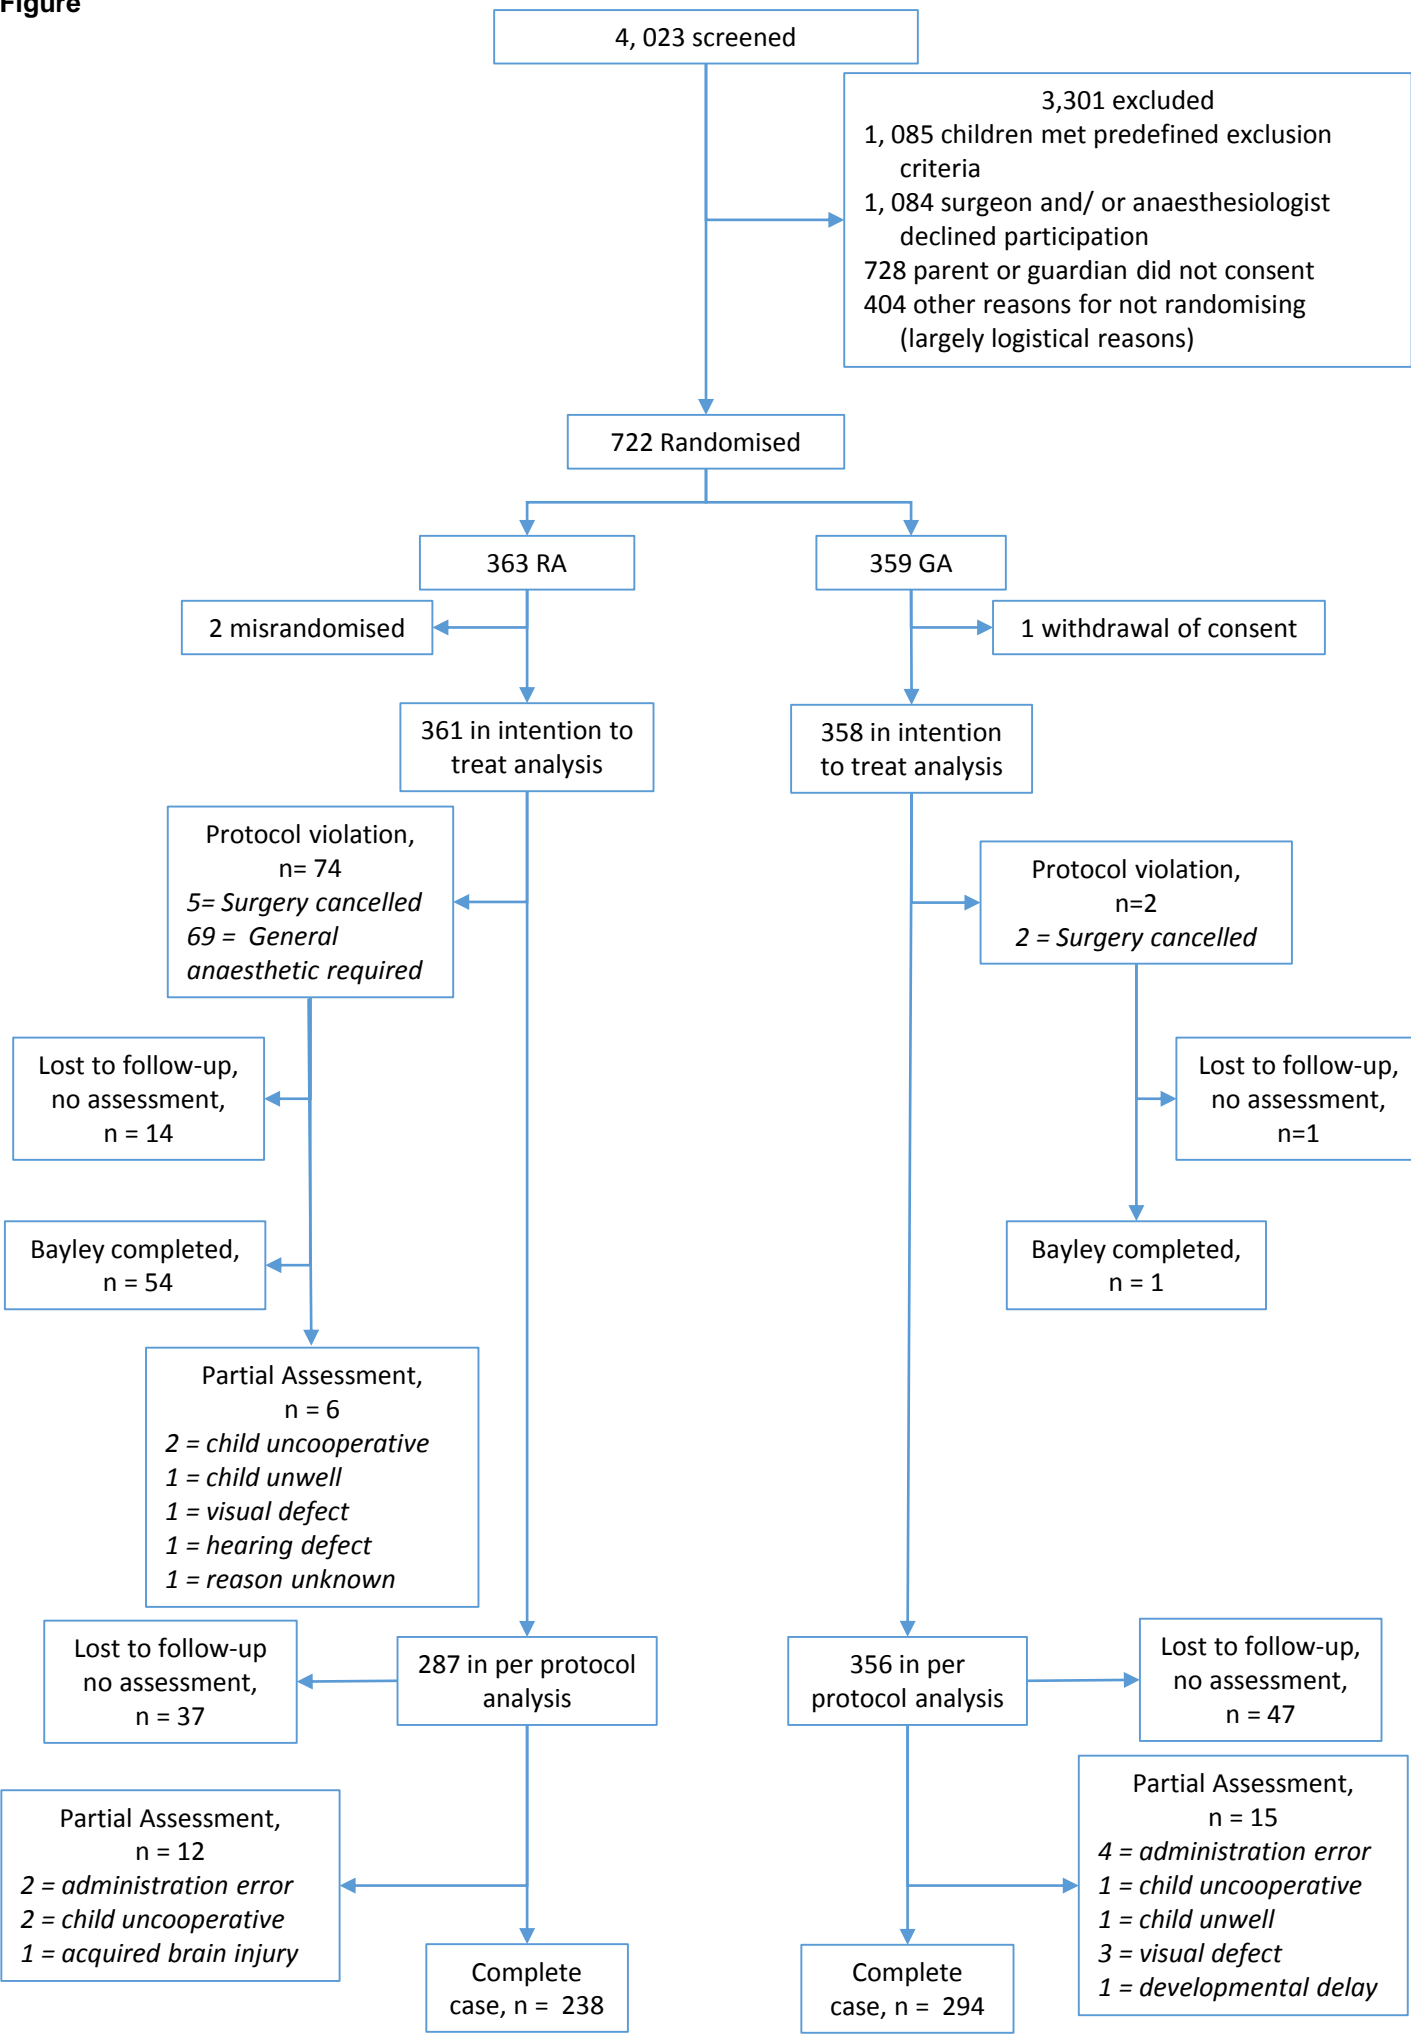 Figure
4, 023 screened
3,301 excluded
1, 085 children met predefined exclusion
criteria
1, 084 surgeon and/ or anaesthesiologist
declined participation
728 parent or guardian did not consent
404 other reasons for not randomising
(largely logistical reasons)
722 Randomised
363 RA
359 GA
2 misrandomised
1 withdrawal of consent
361 in intention to
treat analysis
358 in intention
to treat analysis
Protocol violation,
n= 74
5= Surgery cancelled
69 =  General
anaesthetic required
Protocol violation,
n=2
2 = Surgery cancelled
Lost to follow-up,
no assessment,
n = 14
Lost to follow-up,
no assessment,
n=1
Bayley completed,
n = 54
Bayley completed,
n = 1
Partial Assessment,
n = 6
2 = child uncooperative
1 = child unwell
1 = visual defect
1 = hearing defect
1 = reason unknown
Lost to follow-up
no assessment,
n = 37
287 in per protocol
analysis
356 in per
protocol analysis
Lost to follow-up,
no assessment,
n = 47
Partial Assessment,
n = 12
2 = administration error
2 = child uncooperative
1 = acquired brain injury
Partial Assessment,
n = 15
4 = administration error
1 = child uncooperative
1 = child unwell
3 = visual defect
1 = developmental delay
Complete
case, n =  238
Complete
case, n =  294